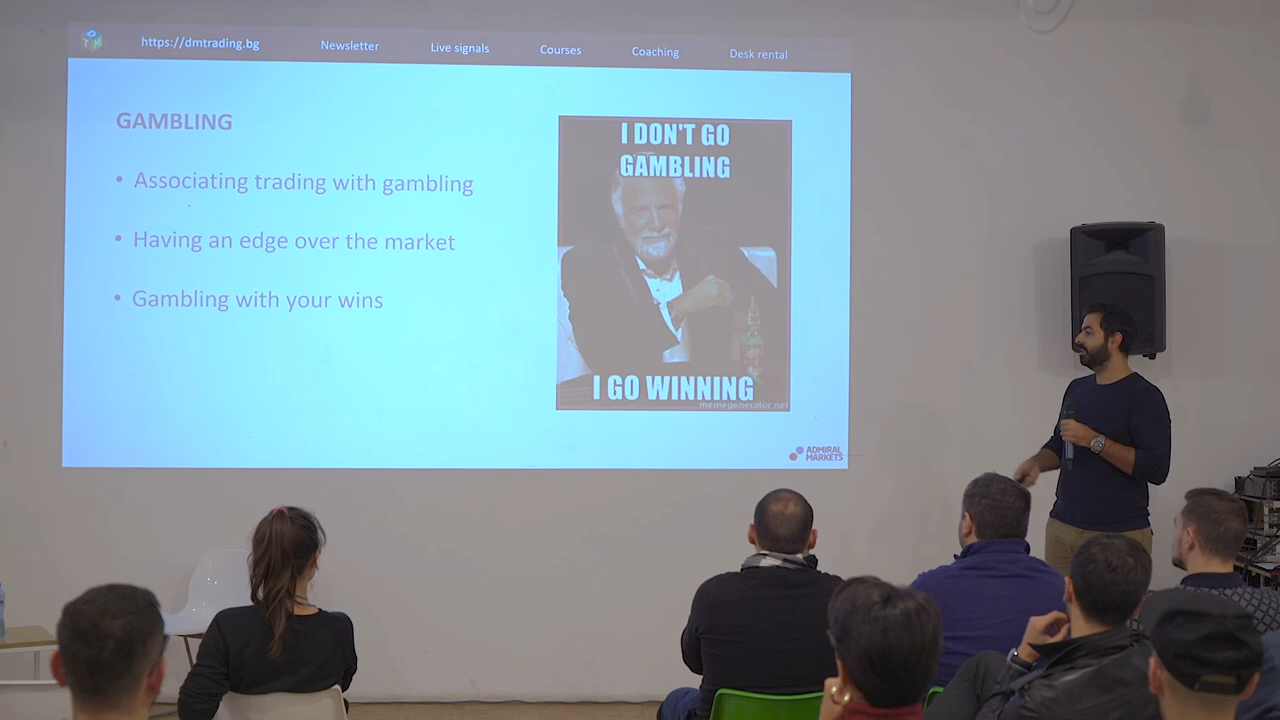 https://dmtrading.bg Newsletter Live signals Courses Coaching Desk rental
GAMBLING
• Associating trading with gambling
• Having an edge over the market
• Gambling with your wins
I DON'T GO
GAMBLING
I GO WINNING
memegenerator.net
ADMIRAL
MARKETS